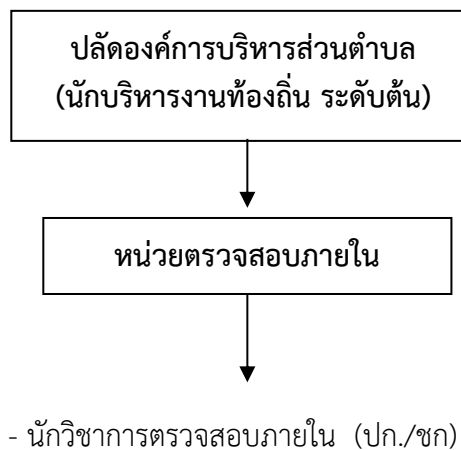 ปลัดองค์การบริหารส่วนตำบล
(นักบริหารงานท้องถิ่น ระดับต้น)
หน่วยตรวจสอบภายใน
- นักวิชาการตรวจสอบภายใน (ปก./ชก)